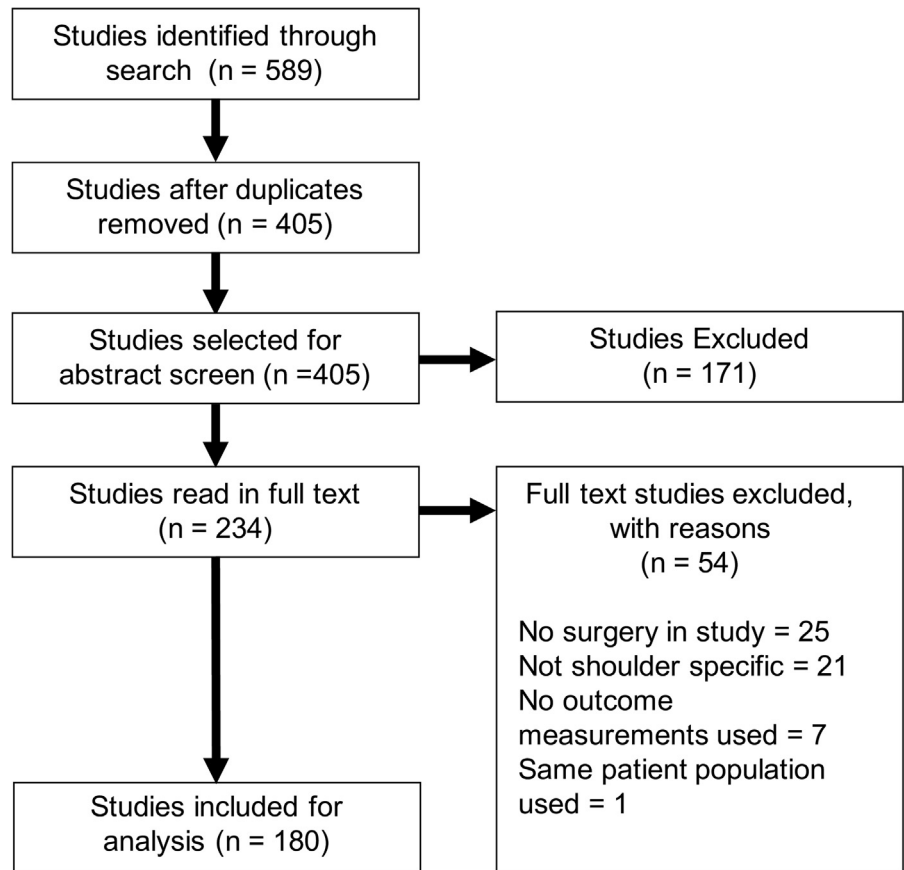 Studies identified through
search (n = 589)
Studies after duplicates
removed (n = 405)
Studies selected for
abstract screen (n =405)
Studies Excluded
(n = 171)
Studies read in full text
(n = 234)
Full text studies excluded,
with reasons
(n = 54)
No surgery in study = 25
Not shoulder specific = 21
No outcome
measurements used = 7
Same patient population
used = 1
Studies included for
analysis (n = 180)